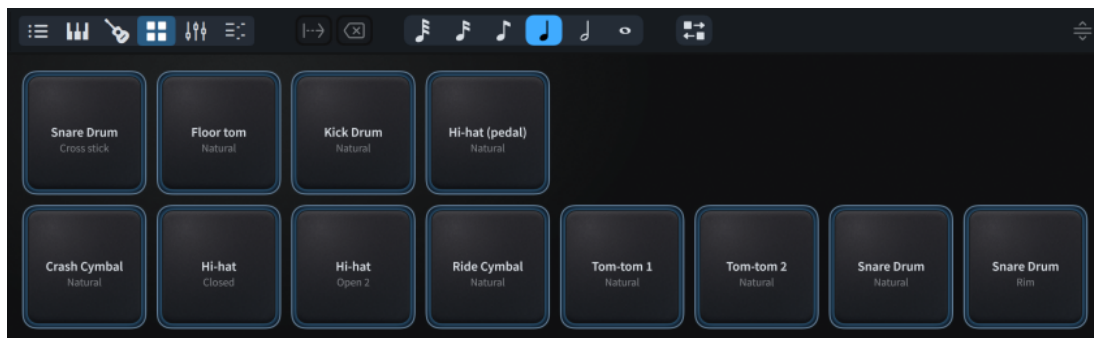 Snare Drum
Cross stick
Floor tom
Natural
Kick Drum
Natural
Hi-hat (pedal)
Natural
Crash Cymbal
Natural
Hi-hat
Closed
Hi-hat
Open 2
Ride Cymbal
Natural
Tom-tom 1
Natural
Tom-tom 2
Natural
Snare Drum
Natural
Snare Drum
Rim